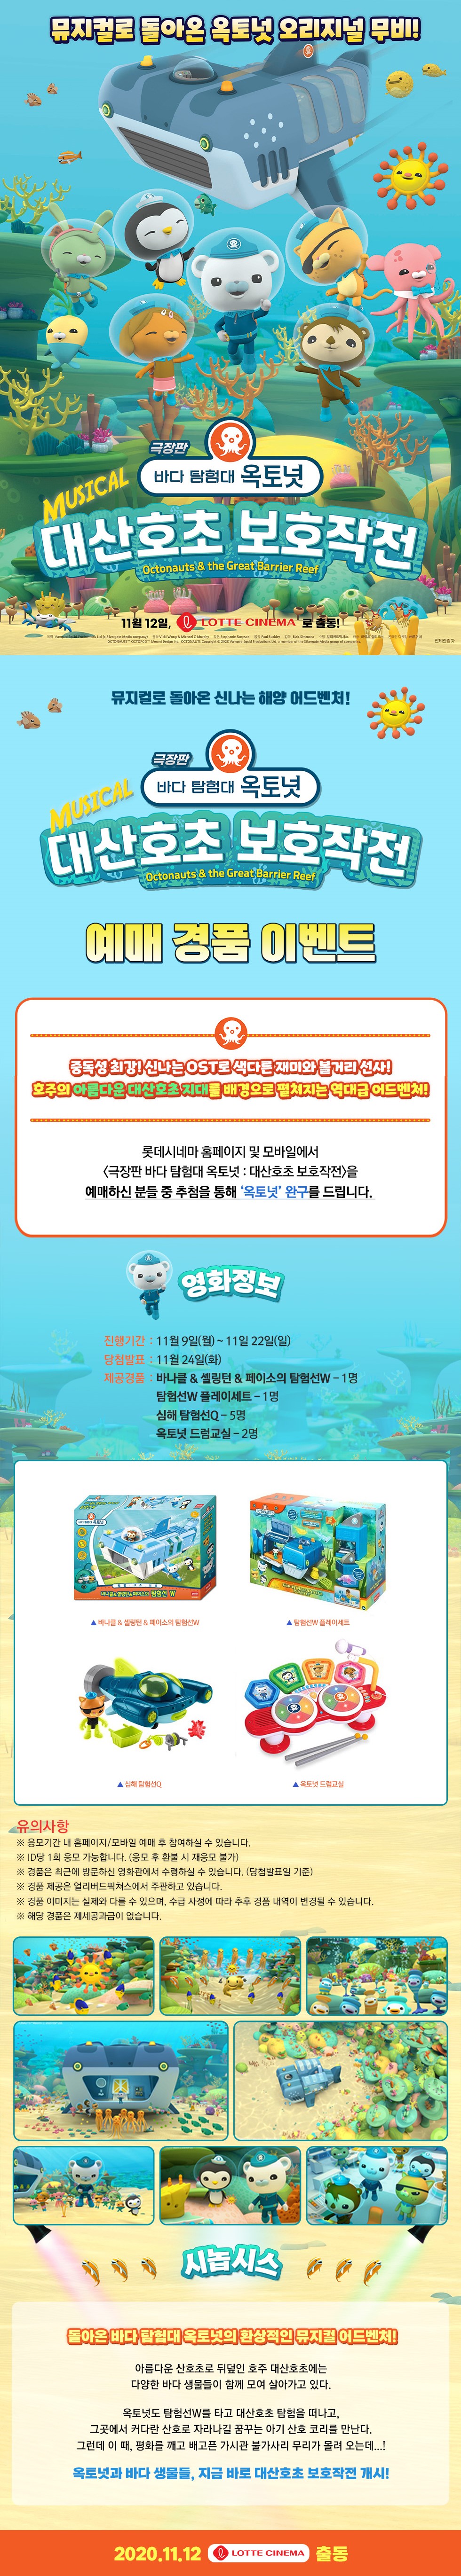 뮤지컬로 돌아온 옥토넛 오리지널 무비!
극장판
바다 탐험대 옥토넛
MUSICAL
대산호초 보호작전
Octonauts & the Great Barrier Reef
11월 12일, LOTTE CINEMA 로 출동!
전체관람가
뮤지컬로 돌아온 신나는 해양 어드벤쳐!
극장판
바다 탐험대 옥토넛
MUSICAL
대산호초 보호작전
Octonauts & the Great Barrier Reef
예매 경품 이벤트
중독성 최강! 신나는 OST로 색다른 재미와 볼거리 선사!
호주의 아름다운 대산호초 지대를 배경으로 펼쳐지는 역대급 어드벤쳐!
롯데시네마 홈페이지 및 모바일에서
<극장판 바다 탐험대 옥토넛 : 대산호초 보호작전>을
예매하신 분들 중 추첨을 통해 '옥토넛' 완구를 드립니다.
영화정보
진행기간 : 11월 9일(월) ~ 11일 22일(일)
당첨발표 : 11월 24일(화)
제공경품 : 바나클 & 셸링턴 & 페이소의 탐험선W – 1명
탐험선W 플레이세트 – 1명
심해 탐험선Q – 5명
옥토넛 드럼교실 – 2명
▲ 바나클 & 셸링턴 & 페이소의 탐험선W
▲ 탐험선W 플레이세트
▲ 심해 탐험선Q
▲ 옥토넛 드럼교실
유의사항
※ 응모기간 내 홈페이지/모바일 예매 후 참여하실 수 있습니다.
※ ID당 1회 응모 가능합니다. (응모 후 환불 시 재응모 불가)
※ 경품은 최근에 방문하신 영화관에서 수령하실 수 있습니다. (당첨발표일 기준)
※ 경품 제공은 얼리버드픽쳐스에서 주관하고 있습니다.
※ 경품 이미지는 실제와 다를 수 있으며, 수급 사정에 따라 추후 경품 내역이 변경될 수 있습니다.
※ 해당 경품은 제세공과금이 없습니다.
시놉시스
돌아온 바다 탐험대 옥토넛의 환상적인 뮤지컬 어드벤쳐!
아름다운 산호초로 뒤덮인 호주 대산호초에는
다양한 바다 생물들이 함께 모여 살아가고 있다.
옥토넛도 탐험선W를 타고 대산호초 탐험을 떠나고,
그곳에서 커다란 산호로 자라나길 꿈꾸는 아기 산호 코리를 만난다.
그런데 이 때, 평화를 깨고 배고픈 가시관 불가사리 무리가 몰려 오는데...!
옥토넛과 바다 생물들, 지금 바로 대산호초 보호작전 개시!
2020.11.12 LOTTE CINEMA 출동